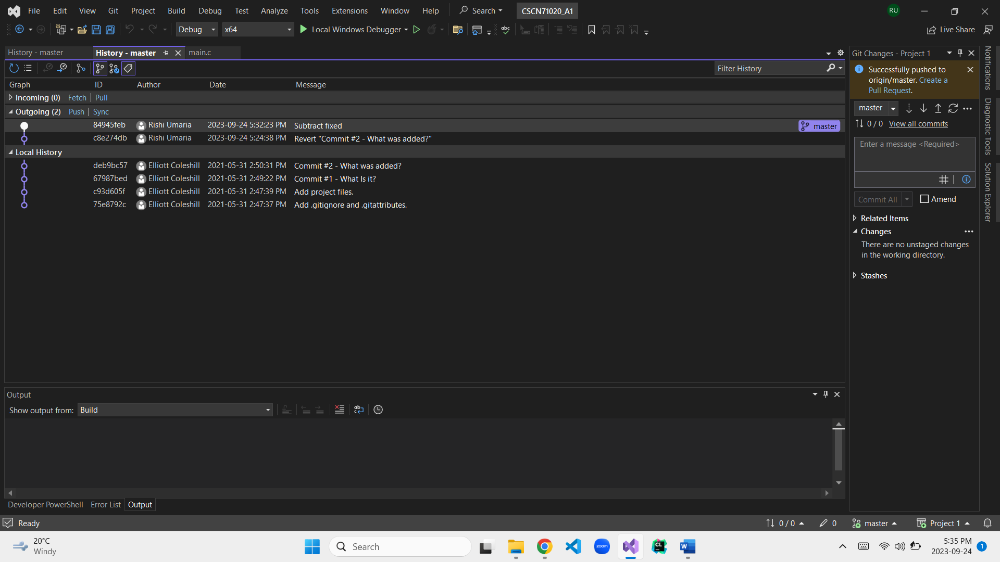 File Edit View Git Project Build Debug Test Analyze Tools Extensions Window Help Search CSCN71020_A1 RU
Debug x64 Local Windows Debugger abc Live Share
History - master History - master main.c
Filter History
Graph ID Author Date Message
Incoming (0) Fetch | Pull
Outgoing (2) Push | Sync
84945feb Rishi Umaria 2023-09-24 5:32:23 PM Subtract fixed master
c8e274db Rishi Umaria 2023-09-24 5:24:38 PM Revert "Commit #2 - What was added?"
Local History
deb9bc57 Elliott Coleshill 2021-05-31 2:50:31 PM Commit #2 - What was added?
67987bed Elliott Coleshill 2021-05-31 2:49:22 PM Commit #1 - What Is it?
c93d605f Elliott Coleshill 2021-05-31 2:47:39 PM Add project files.
75e8792c Elliott Coleshill 2021-05-31 2:47:37 PM Add .gitignore and .gitattributes.
Git Changes - Project 1
Successfully pushed to
origin/master. Create a
Pull Request.
master
0 / 0 View all commits
Enter a message <Required>
Commit All Amend
Related Items
Changes
There are no unstaged changes
in the working directory.
Stashes
Notifications
Diagnostic Tools
Solution Explorer
Output
Show output from: Build
Developer PowerShell Error List Output
Ready 0 / 0 0 master Project 1
20°C
Windy
Search
zoom
CL
W
5:35 PM
2023-09-24
1